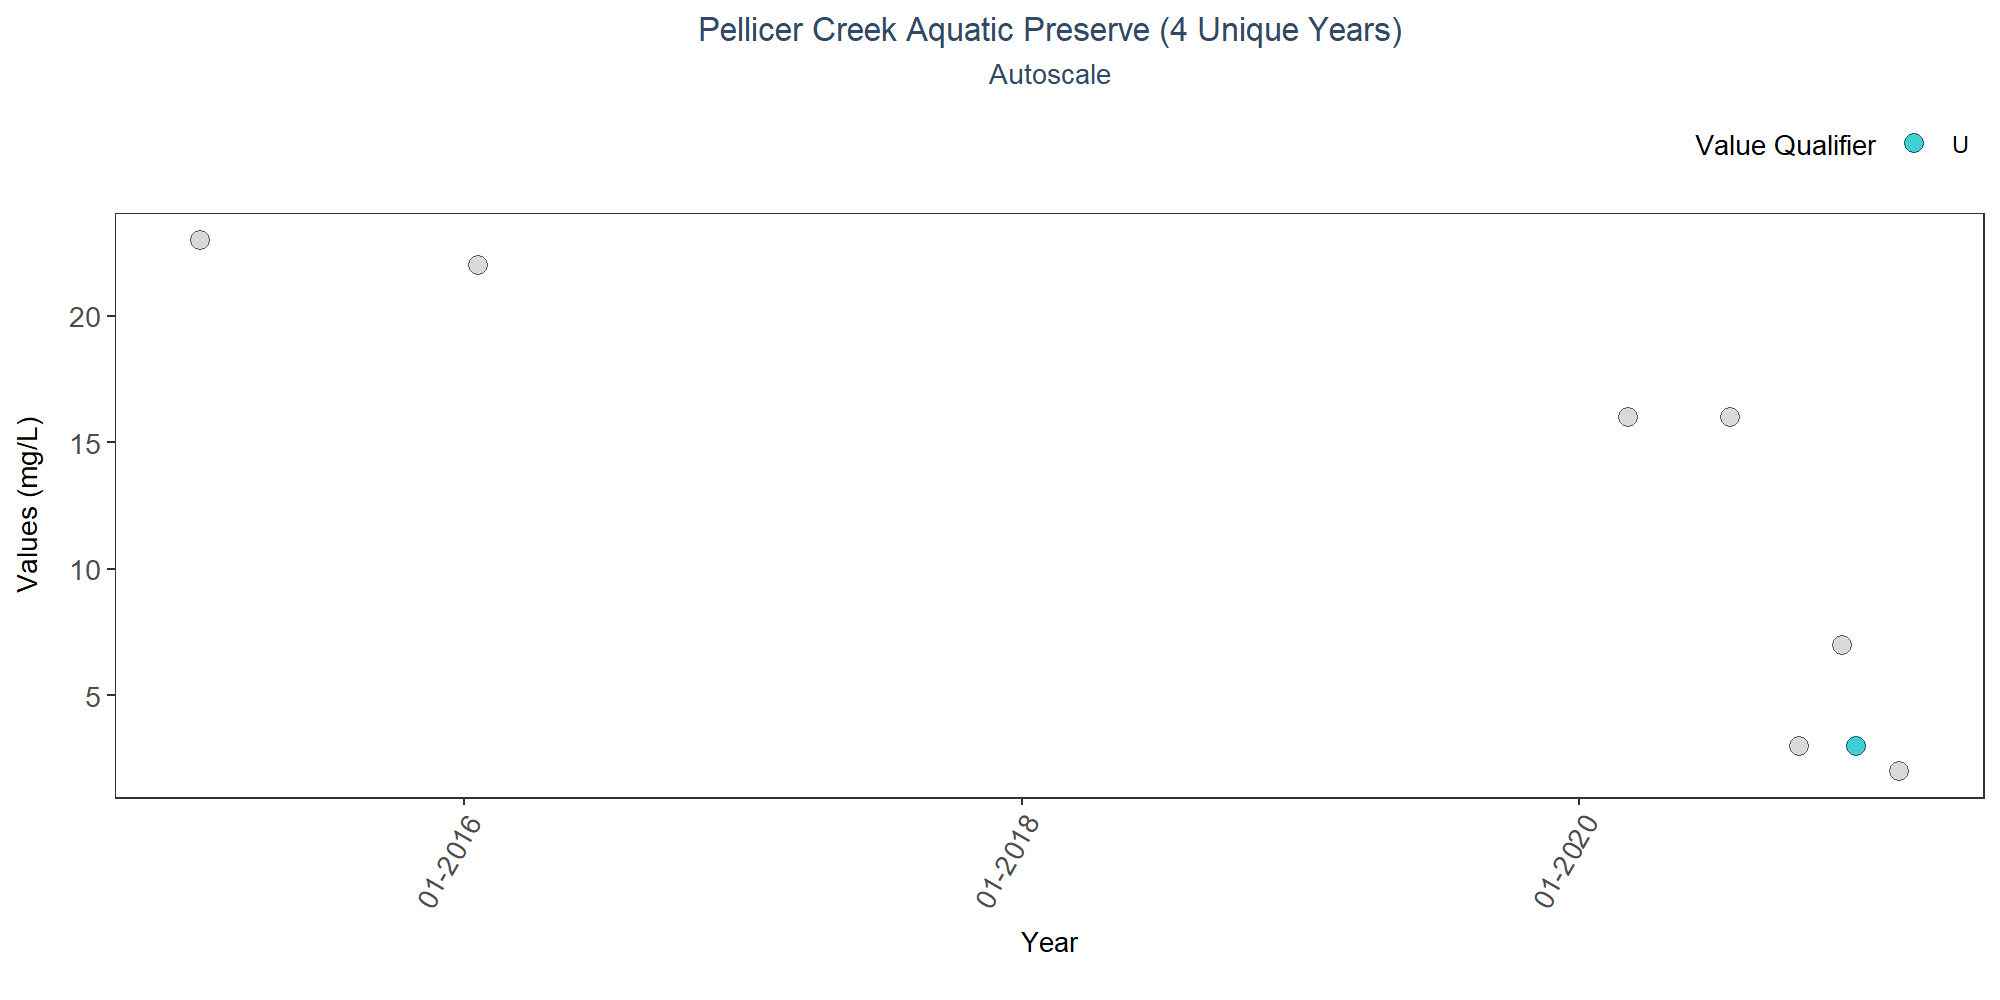 Pellicer Creek Aquatic Preserve (4 Unique Years)
Autoscale
Value Qualifier U
20
15
10
5
Values (mg/L)
01-2016
01-2018
01-2020
Year